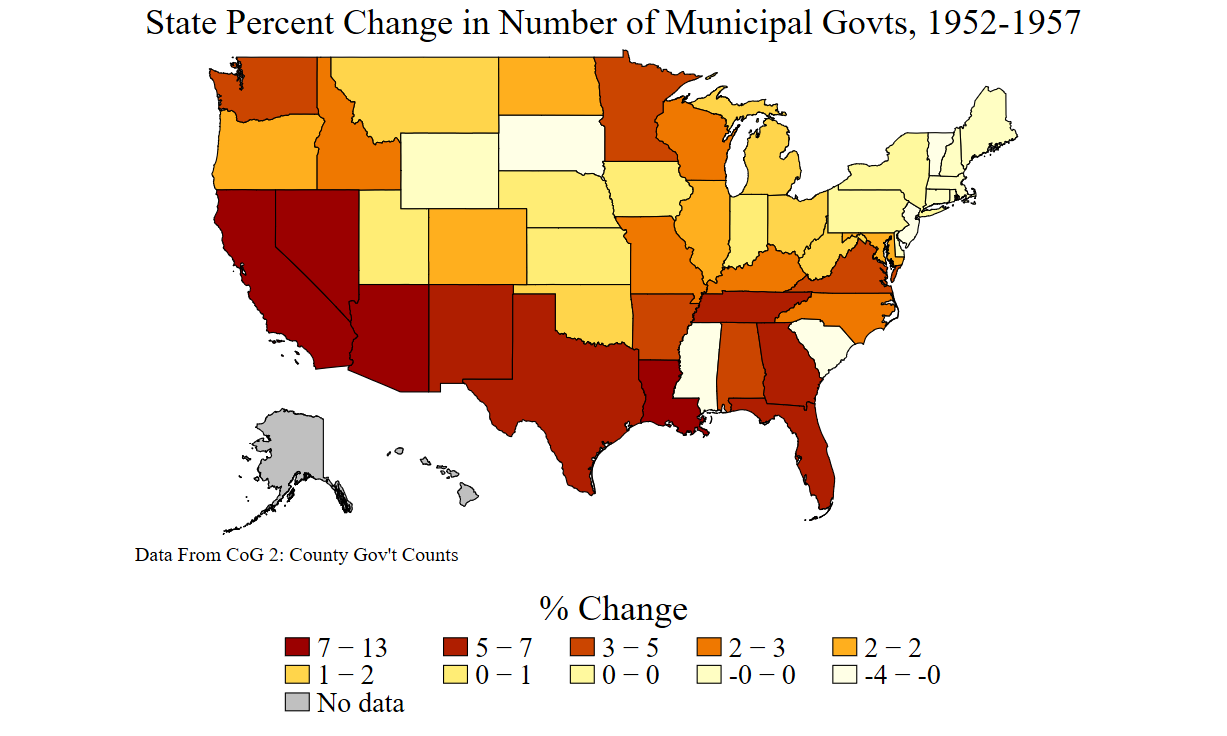 State Percent Change in Number of Municipal Govts, 1952-1957
Data From CoG 2: County Gov't Counts
% Change
7 − 13 5 − 7 3 − 5 2 − 3 2 − 2
1 − 2 0 − 1 0 − 0 -0 − 0 -4 − -0
No data